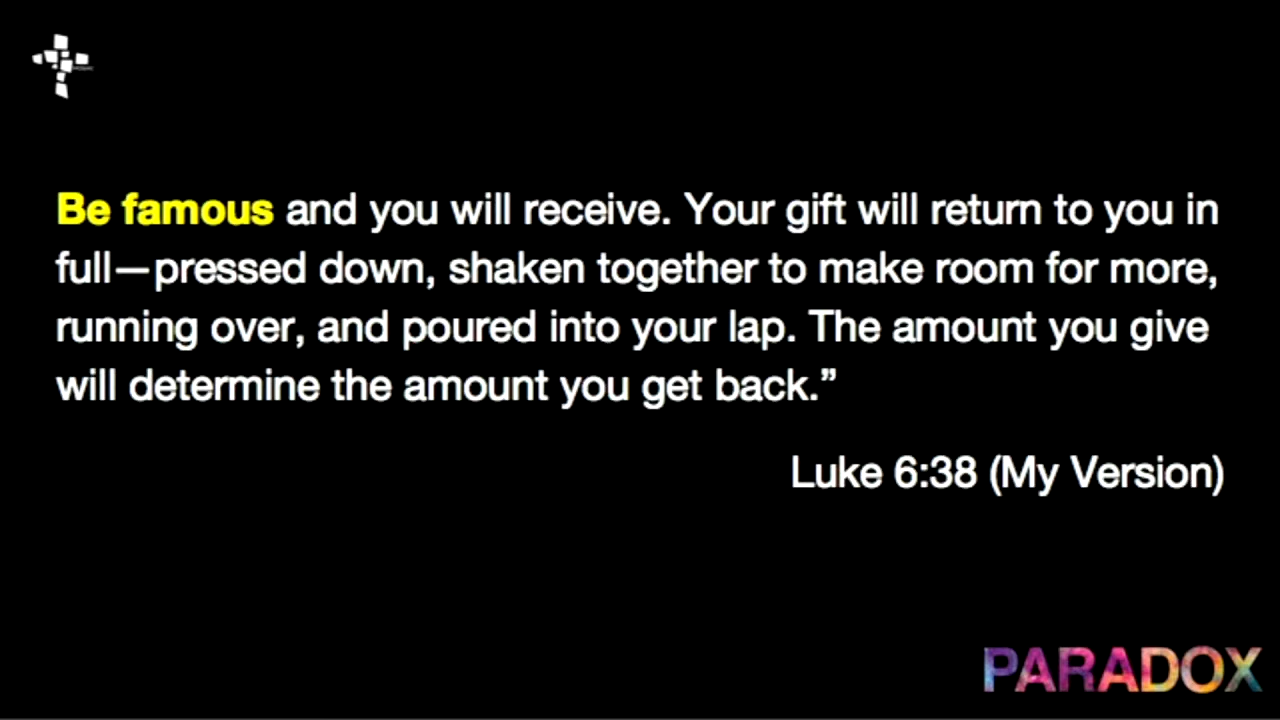 Be famous and you will receive. Your gift will return to you in
full—pressed down, shaken together to make room for more,
running over, and poured into your lap. The amount you give
will determine the amount you get back.”
Luke 6:38 (My Version)
PARADOX